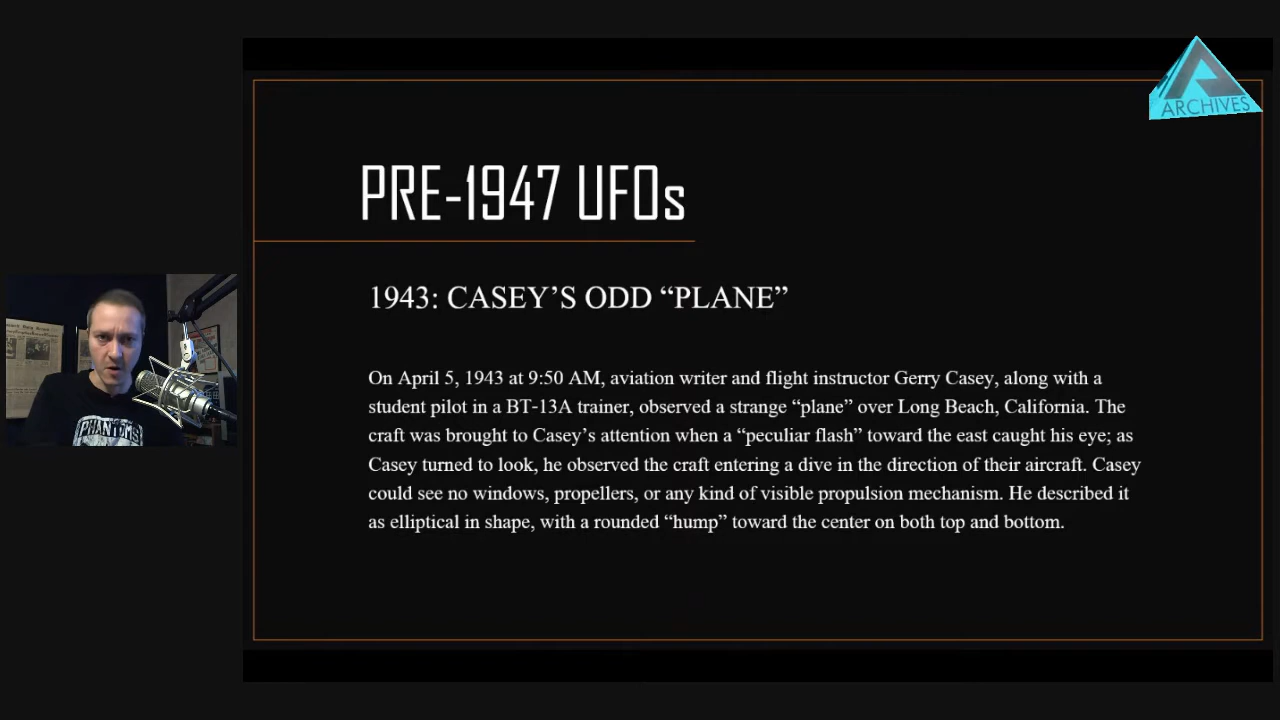 ARCHIVES
PRE-1947 UFOs
1943: CASEY’S ODD “PLANE”
On April 5, 1943 at 9:50 AM, aviation writer and flight instructor Gerry Casey, along with a
student pilot in a BT-13A trainer, observed a strange “plane” over Long Beach, California. The
craft was brought to Casey’s attention when a “peculiar flash” toward the east caught his eye; as
Casey turned to look, he observed the craft entering a dive in the direction of their aircraft. Casey
could see no windows, propellers, or any kind of visible propulsion mechanism. He described it
as elliptical in shape, with a rounded “hump” toward the center on both top and bottom.
PHANTOMS